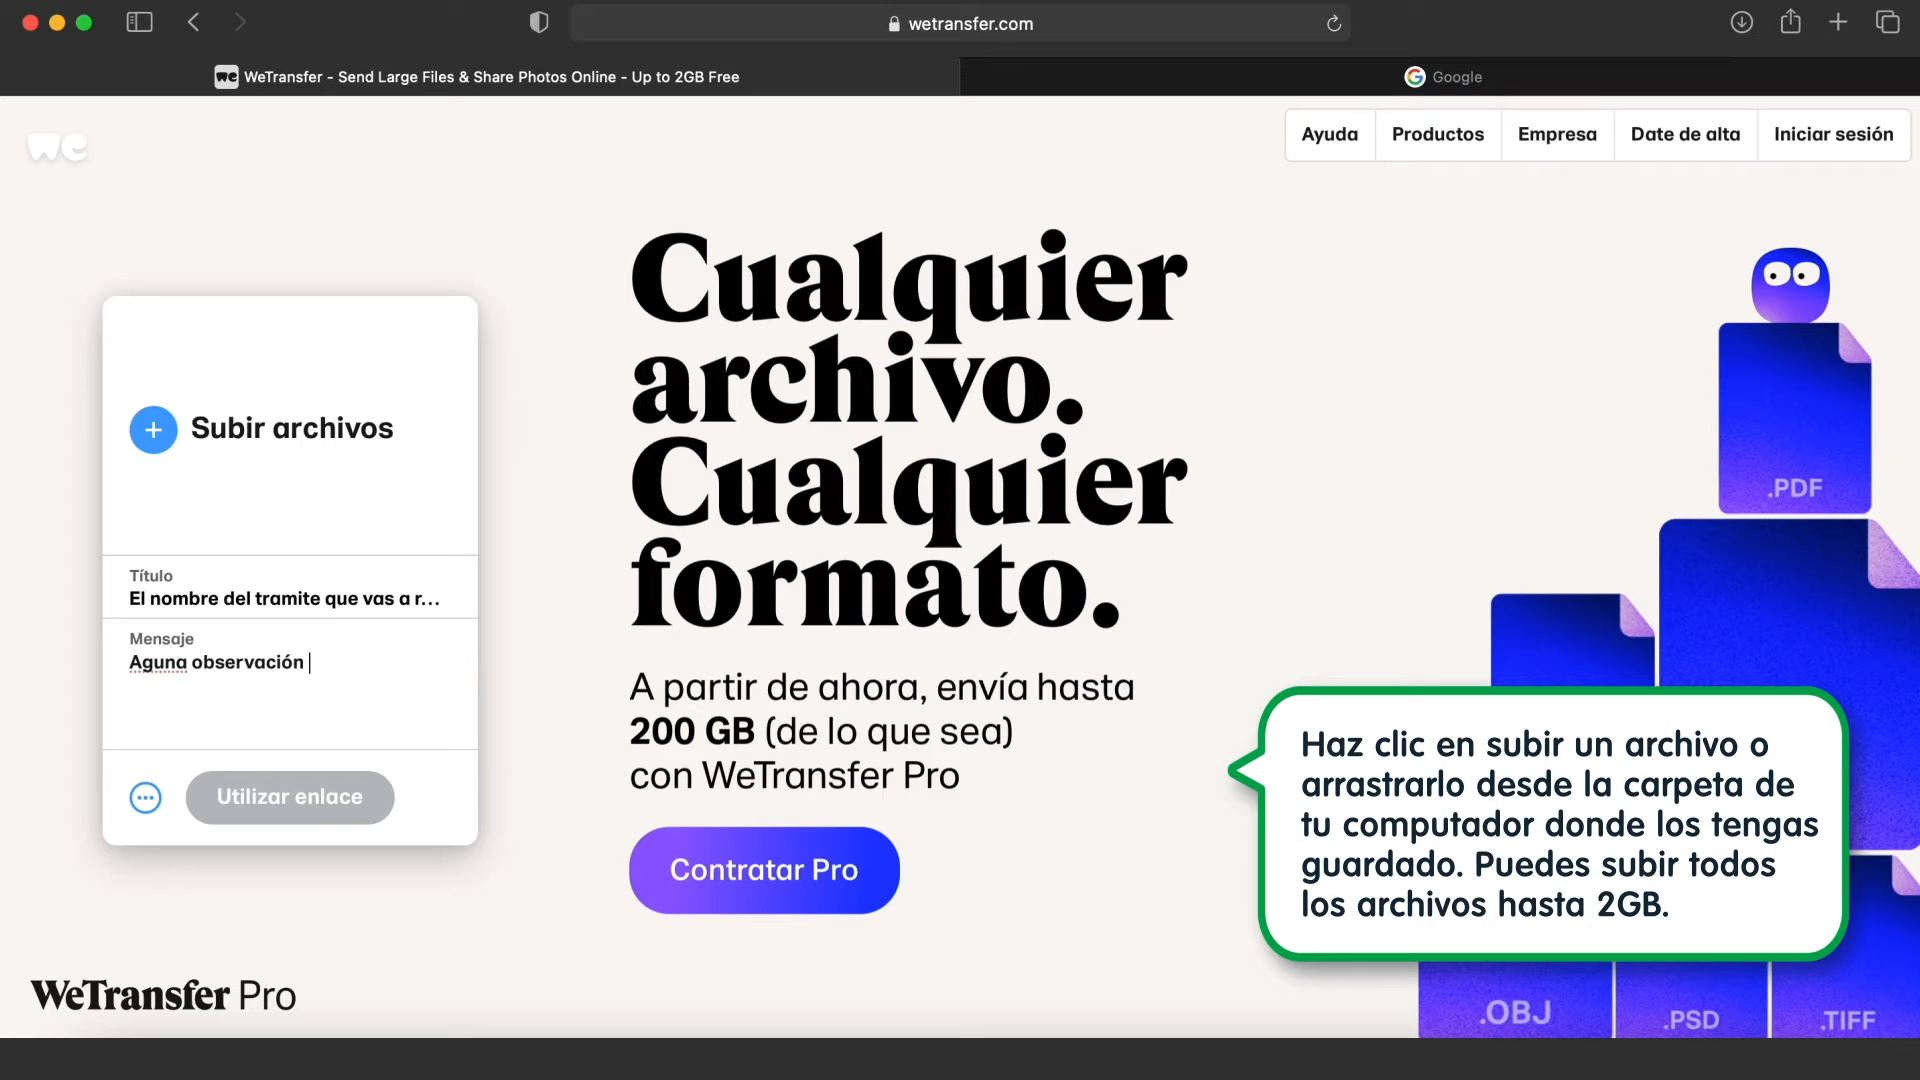 wetransfer.com
we WeTransfer - Send Large Files & Share Photos Online - Up to 2GB Free
G Google
we
Ayuda Productos Empresa Date de alta Iniciar sesión
Cualquier
archivo.
Cualquier
formato.
A partir de ahora, envía hasta
200 GB (de lo que sea)
con WeTransfer Pro
Contratar Pro
+ Subir archivos
Título
El nombre del tramite que vas a r...
Mensaje
Aguna observación
Utilizar enlace
.PDF
Haz clic en subir un archivo o
arrastrarlo desde la carpeta de
tu computador donde los tengas
guardado. Puedes subir todos
los archivos hasta 2GB.
WeTransfer Pro
.OBJ
.PSD
.TIFF